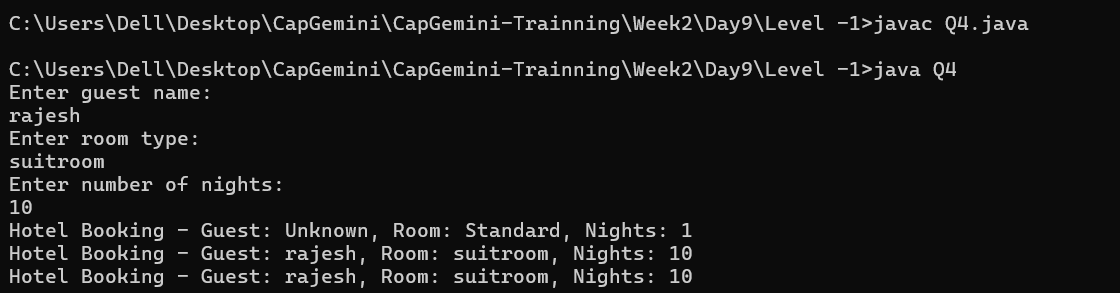 C:\Users\Dell\Desktop\CapGemini\CapGemini-Trainning\Week2\Day9\Level -1>javac Q4.java
C:\Users\Dell\Desktop\CapGemini\CapGemini-Trainning\Week2\Day9\Level -1>java Q4
Enter guest name:
rajesh
Enter room type:
suitroom
Enter number of nights:
10
Hotel Booking - Guest: Unknown, Room: Standard, Nights: 1
Hotel Booking - Guest: rajesh, Room: suitroom, Nights: 10
Hotel Booking - Guest: rajesh, Room: suitroom, Nights: 10